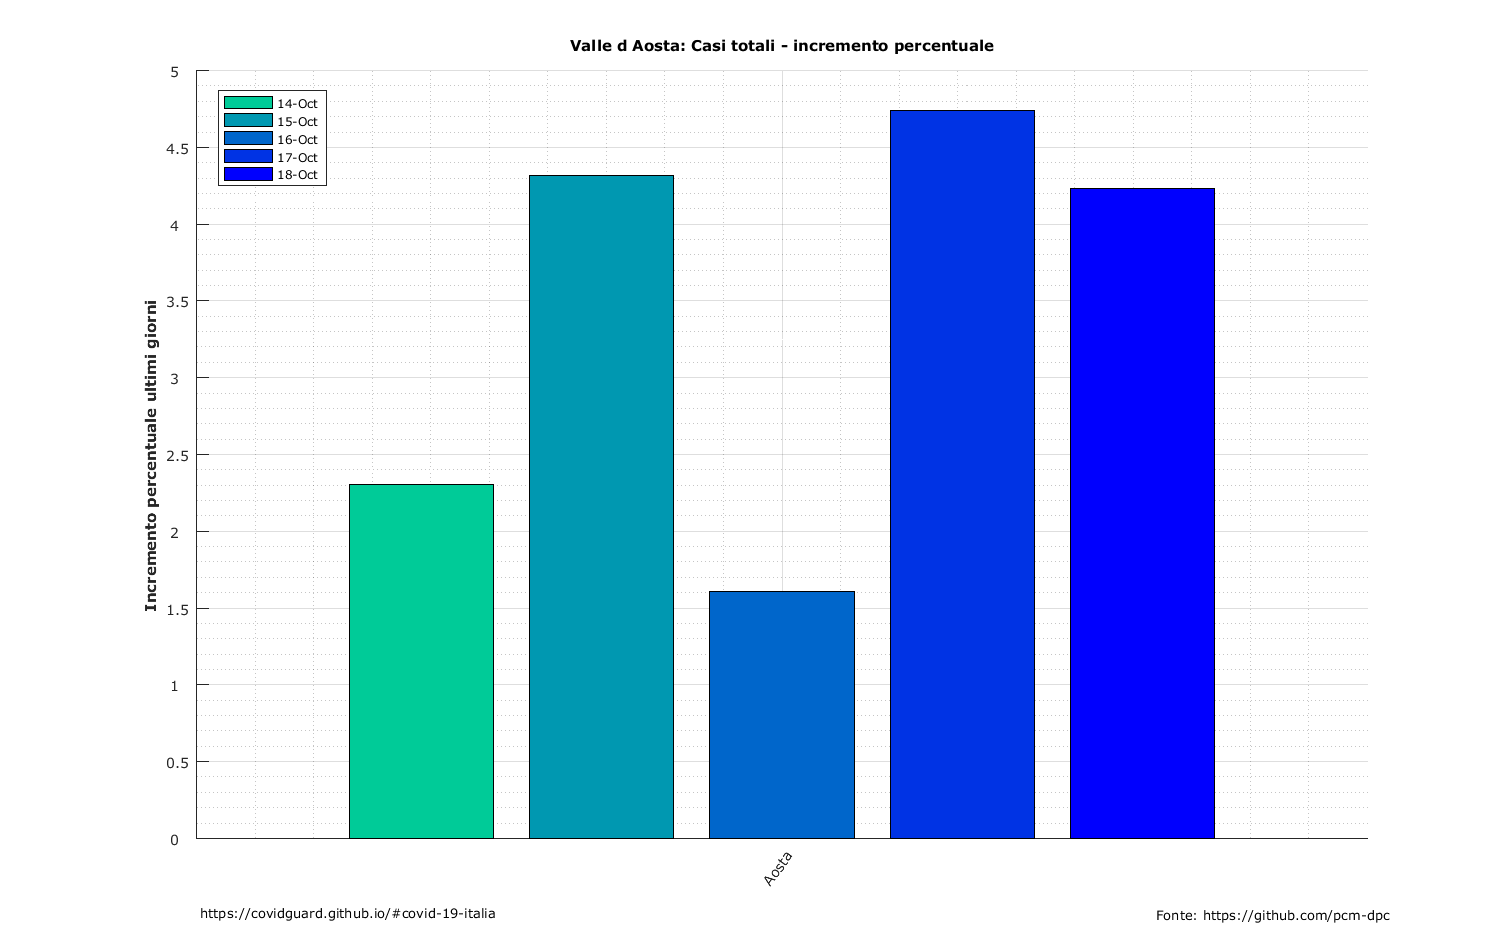 Valle d Aosta: Casi totali - incremento percentuale
5
4.5
4
3.5
3
2.5
2
1.5
1
0.5
0
14-Oct
15-Oct
16-Oct
17-Oct
18-Oct
Incremento percentuale ultimi giorni
Aosta
https://covidguard.github.io/#covid-19-italia
Fonte: https://github.com/pcm-dpc